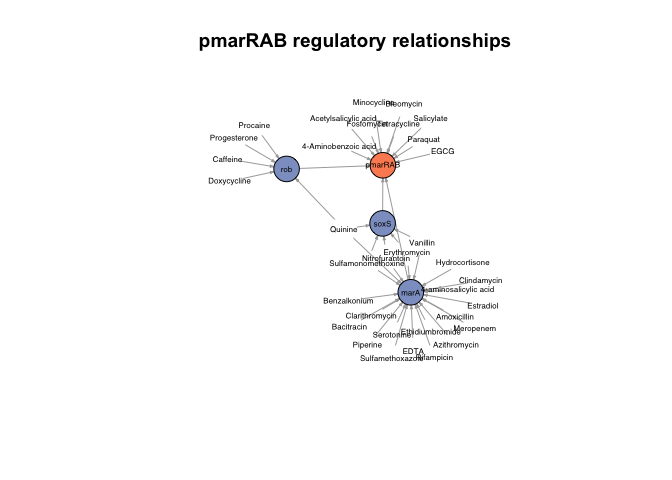 pmarRAB regulatory relationships
Minocycline
Bleomycin
Acetylsalicylic acid
Fosfomycin
Tetracycline
Salicylate
Procaine
Progesterone
Paraquat
4-Aminobenzoic acid
EGCG
Caffeine
pmarRAB
rob
Doxycycline
soxS
Quinine
Vanillin
Erythromycin
Nitrofurantoin
Sulfamonomethoxine
Hydrocortisone
Clindamycin
4-aminosalicylic acid
marA
Benzalkonium
Estradiol
Clarithromycin
Amoxicillin
Bacitracin
Meropenem
Ethidiumbromide
Serotonine
Piperine
Azithromycin
EDTA
Sulfamethoxazole
Rifampicin